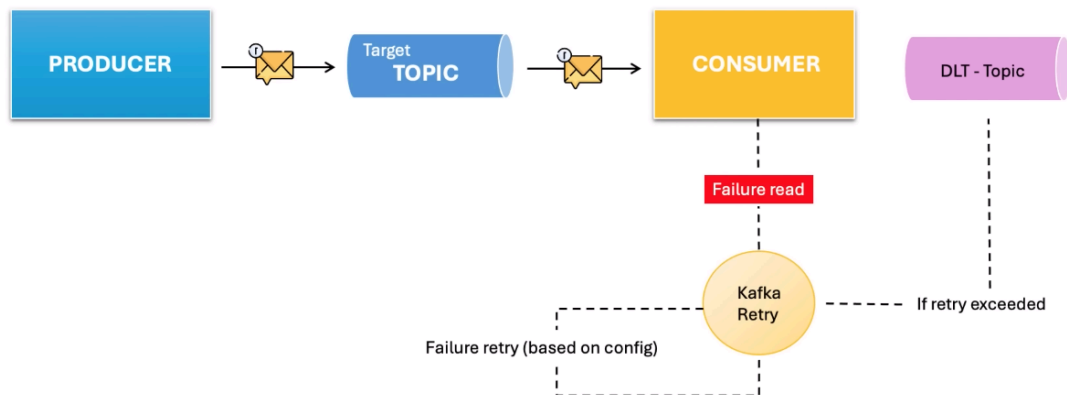 PRODUCER
Target
TOPIC
CONSUMER
DLT - Topic
Failure read
Kafka
Retry
If retry exceeded
Failure retry (based on config)